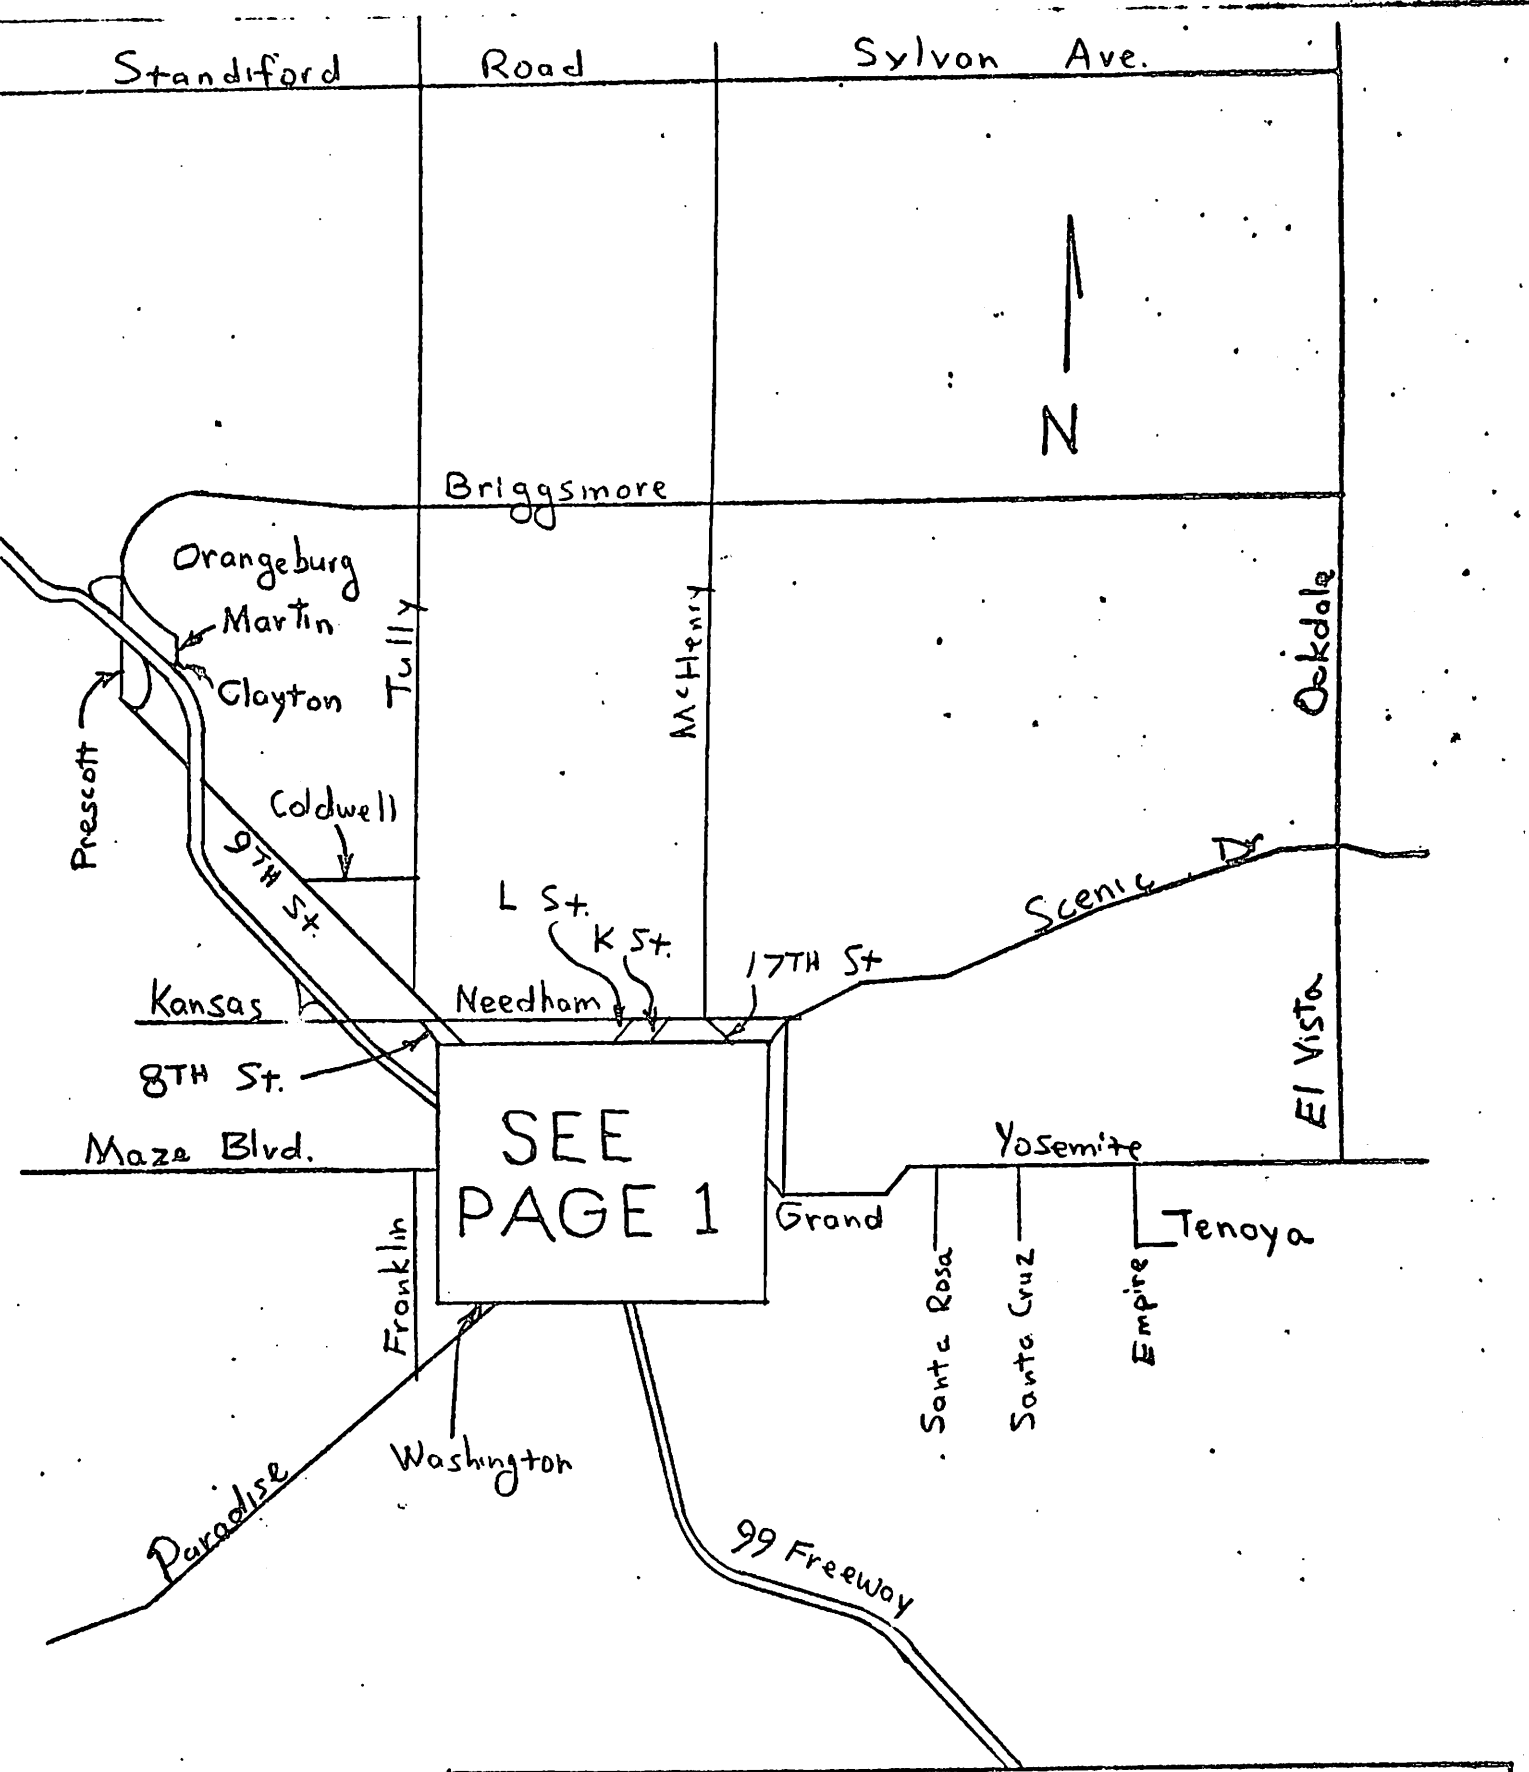 Standiford Road Sylvan Ave.
N
Briggsmore
Orangeburg
Martin
Clayton
Tully
McHenry
Oakdale
Prescott
Coldwell
9TH St.
L St.
K St.
17TH St
Scenic Dr
Kansas
Needham
8TH St.
El Vista
Maze Blvd.
SEE
PAGE 1
Yosemite
Grand
Tenaya
Franklin
Santa Rosa
Santa Cruz
Empire
Washington
Paradise
99 Freeway